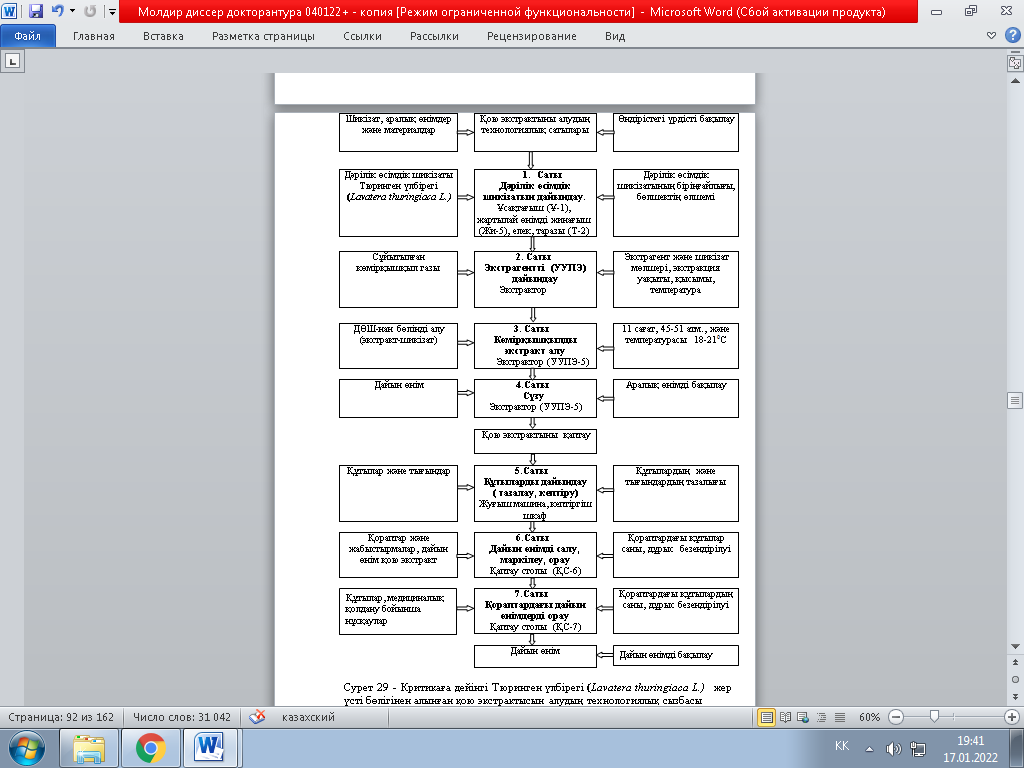 Молдир диссер докторантура 040122+ - копия [Режим ограниченной функциональности] - Microsoft Word (Сбой активации продукта)
Файл Главная Вставка Разметка страницы Ссылки Рассылки Рецензирование Вид
Шикізат, аралық өнімдер
және материалдар
Қою экстрактыны алудың
технологиялық сатылары
Өндірістегі үрдісті бақылау
Дәрілік өсімдік шикізаты
Тюринген үлбірегі
(Lavatera thuringiaca L.)
1. Саты
Дәрілік өсімдік
шикізатын дайындау.
Ұсақтағыш (Ұ-1),
жартылай өнімді жинағыш
(Жи-5), елек, таразы (Т-2)
Дәрілік өсімдік
шикізатының біріңғайлығы,
бөлшектің өлшемі
Сұйытылған
көмірқышқыл газы
2. Саты
Экстрагентті (УУПЭ)
дайындау
Экстрактор
Экстрагент және шикізат
мөлшері, экстракция
уақыты, қысымы,
температура
ДӨШ-нан бөлінді алу
(экстракт-шикізат)
3. Саты
Көмірқышқылды
экстракт алу
Экстрактор (УУПЭ-5)
11 сағат, 45-51 атм., және
температурасы 18-21°С
Дайын өнім
4.Саты
Сүзу
Экстрактор (УУПЭ-5)
Аралық өнімді бақылау
Қою экстрактыны қаптау
Құтылар және тығындар
5.Саты
Құтыларды дайындау
( тазалау, кептіру)
Жуғыш машина, кептіргіш
шкаф
Құтылардың және
тығындардың тазалығы
Қораптар және
жабыстырмалар, дайын
өнім қою экстракт
6.Саты
Дайын өнімді салу,
маркілеу, орау
Қаптау столы (ҚС-6)
Қораптардағы құтылар
саны, дұрыс безендірілуі
Құтылар, медициналық
қолдану бойынша
нұсқаулар
7.Саты
Қораптардағы дайын
өнімдерді орау
Қаптау столы (ҚС-7)
Қораптардағы құтылардың
саны, дұрыс безендірілуі
Дайын өнім
Дайын өнімді бақылау
Сурет 29 - Критикаға дейінгі Тюринген үлбірегі (Lavatera thuringiaca L.) жер
үсті бөлігінен алынған қою экстрактысын алудың технологиялық сызбасы
Страница: 92 из 162 Число слов: 31 042 казахский 60%
KK 19:41
17.01.2022